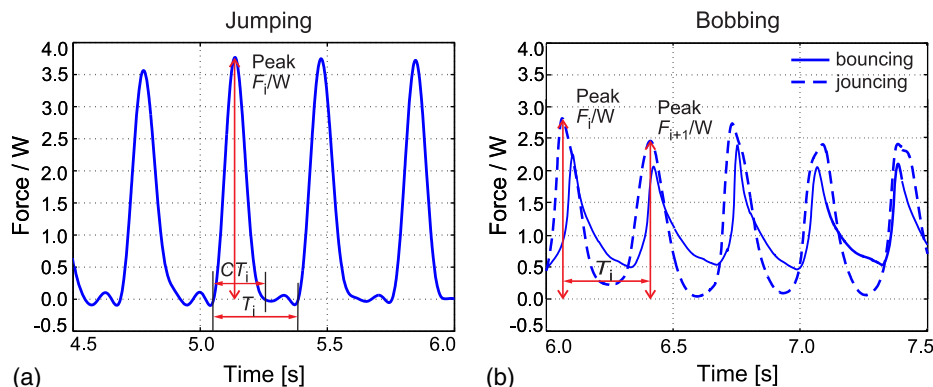 Jumping
4.0
3.5
3.0
2.5
2.0
1.5
1.0
0.5
0.0
-0.5
Force / W
Peak
Fi/W
CTi
Ti
4.5 5.0 5.5 6.0
Time [s]
(a)
Bobbing
4.0
3.5
3.0
2.5
2.0
1.5
1.0
0.5
0.0
-0.5
Force / W
bouncing
jouncing
Peak
Fi/W
Peak
Fi+1/W
Ti
6.0 6.5 7.0 7.5
Time [s]
(b)